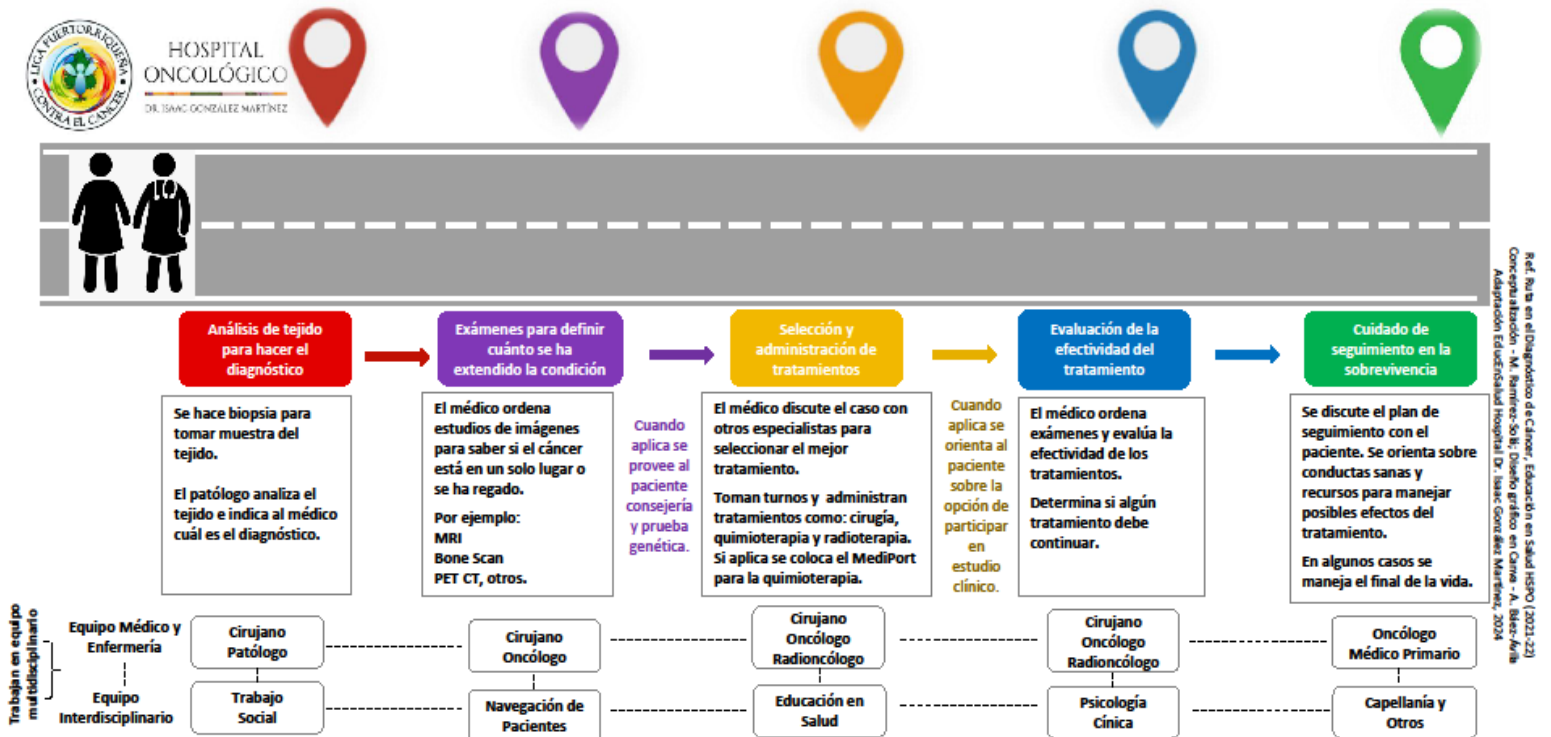 LIGA PUERTORRIQUEÑA
CONTRA EL CÁNCER
HOSPITAL
ONCOLÓGICO
DR. ISAAC GONZÁLEZ MARTÍNEZ
Análisis de tejido
para hacer el
diagnóstico
Exámenes para definir
cuánto se ha
extendido la condición
Selección y
administración de
tratamientos
Evaluación de la
efectividad del
tratamiento
Cuidado de
seguimiento en la
sobrevivencia
Se hace biopsia para
tomar muestra del
tejido.
El patólogo analiza el
tejido e indica al médico
cuál es el diagnóstico.
El médico ordena
estudios de imágenes
para saber si el cáncer
está en un solo lugar o
se ha regado.
Por ejemplo:
MRI
Bone Scan
PET CT, otros.
Cuando
aplica se
provee al
paciente
consejería
y prueba
genética.
El médico discute el caso con
otros especialistas para
seleccionar el mejor
tratamiento.
Toman turnos y administran
tratamientos como: cirugía,
quimioterapia y radioterapia.
Si aplica se coloca el MediPort
para la quimioterapia.
Cuando
aplica se
orienta al
paciente
sobre la
opción de
participar
en
estudio
clínico.
El médico ordena
exámenes y evalúa la
efectividad de los
tratamientos.
Determina si algún
tratamiento debe
continuar.
Se discute el plan de
seguimiento con el
paciente. Se orienta sobre
conductas sanas y
recursos para manejar
posibles efectos del
tratamiento.
En algunos casos se
maneja el final de la vida.
Trabajan en equipo
multidisciplinario
Equipo Médico y
Enfermería
Cirujano
Patólogo
Cirujano
Oncólogo
Cirujano
Oncólogo
Radioncólogo
Cirujano
Oncólogo
Radioncólogo
Oncólogo
Médico Primario
Equipo
Interdisciplinario
Trabajo
Social
Navegación de
Pacientes
Educación en
Salud
Psicología
Cínica
Capellanía y
Otros
Ref. Ruta en el Diagnóstico de Cáncer, Educación en Salud HSPO (2021-22)
Conceptualización - M. Ramírez-Solís; Diseño gráfico en Canva - A. Báez-Ávila
Adaptación EducEnSalud Hospital Dr. Isaac González Martínez, 2024